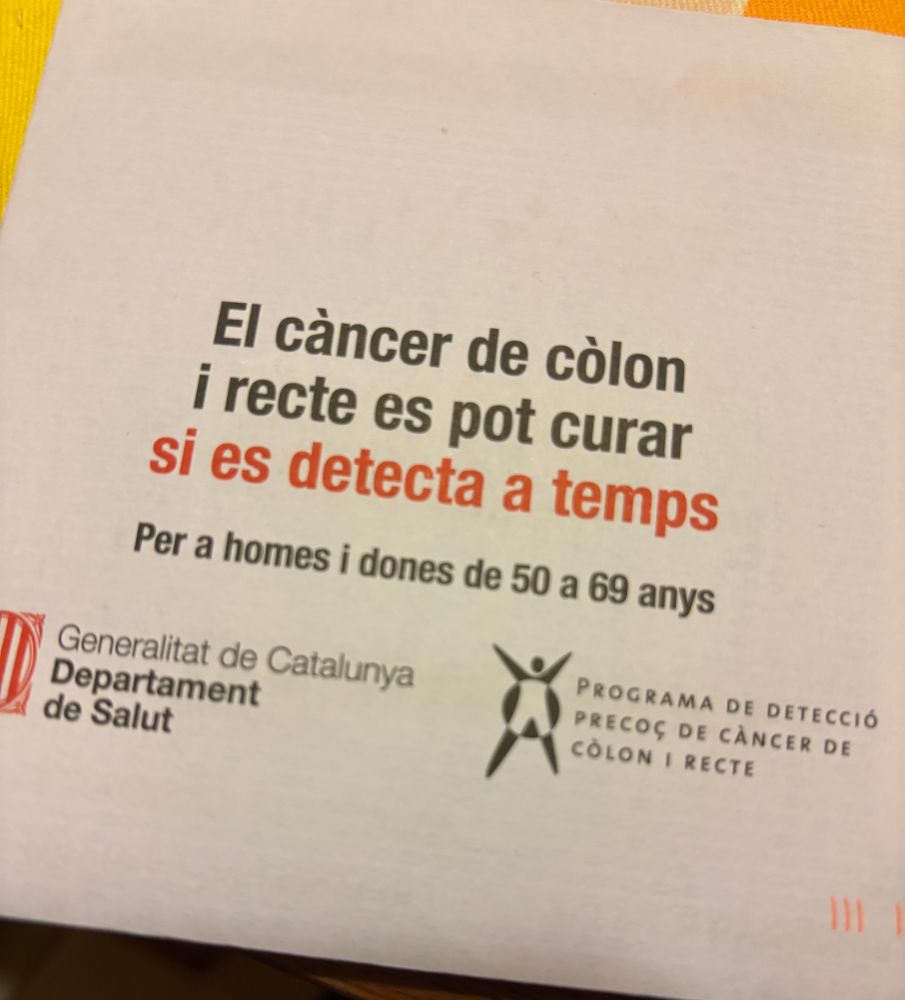 El càncer de còlon
i recte es pot curar
si es detecta a temps
Per a homes i dones de 50 a 69 anys
Generalitat de Catalunya
Departament
de Salut
PROGRAMA DE DETECCIÓ
PRECOÇ DE CÀNCER DE
CÒLON I RECTE